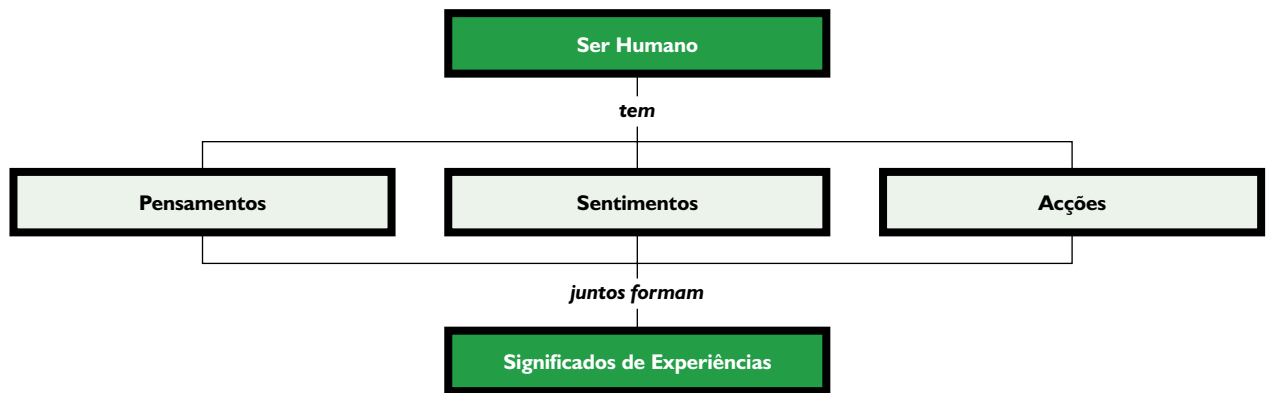 Ser Humano
tem
Pensamentos
Sentimentos
Acções
juntos formam
Significados de Experiências